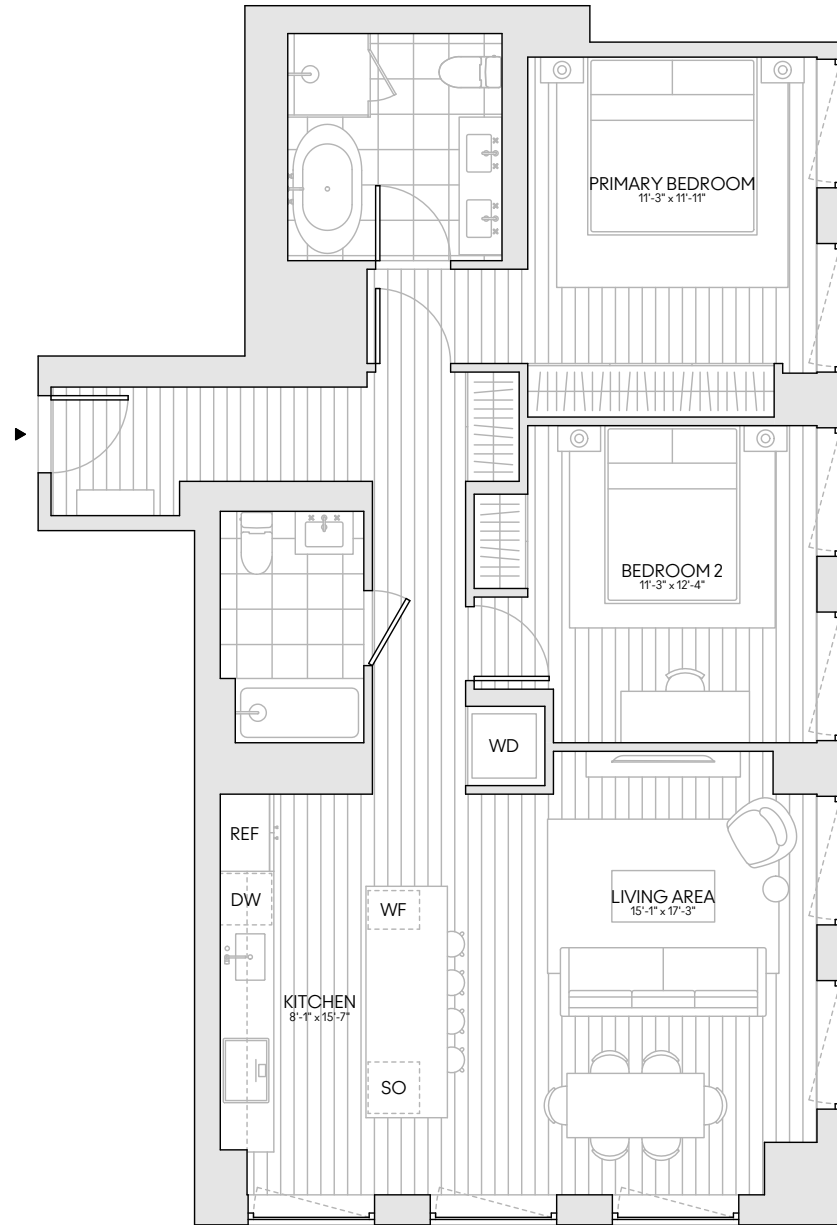 PRIMARY BEDROOM
11'-3" x 11'-11"
BEDROOM 2
11'-3" x 12'-4"
WD
REF
DW
WF
LIVING AREA
15'-1" x 17'-3"
KITCHEN
8'-1" x 15'-7"
SO